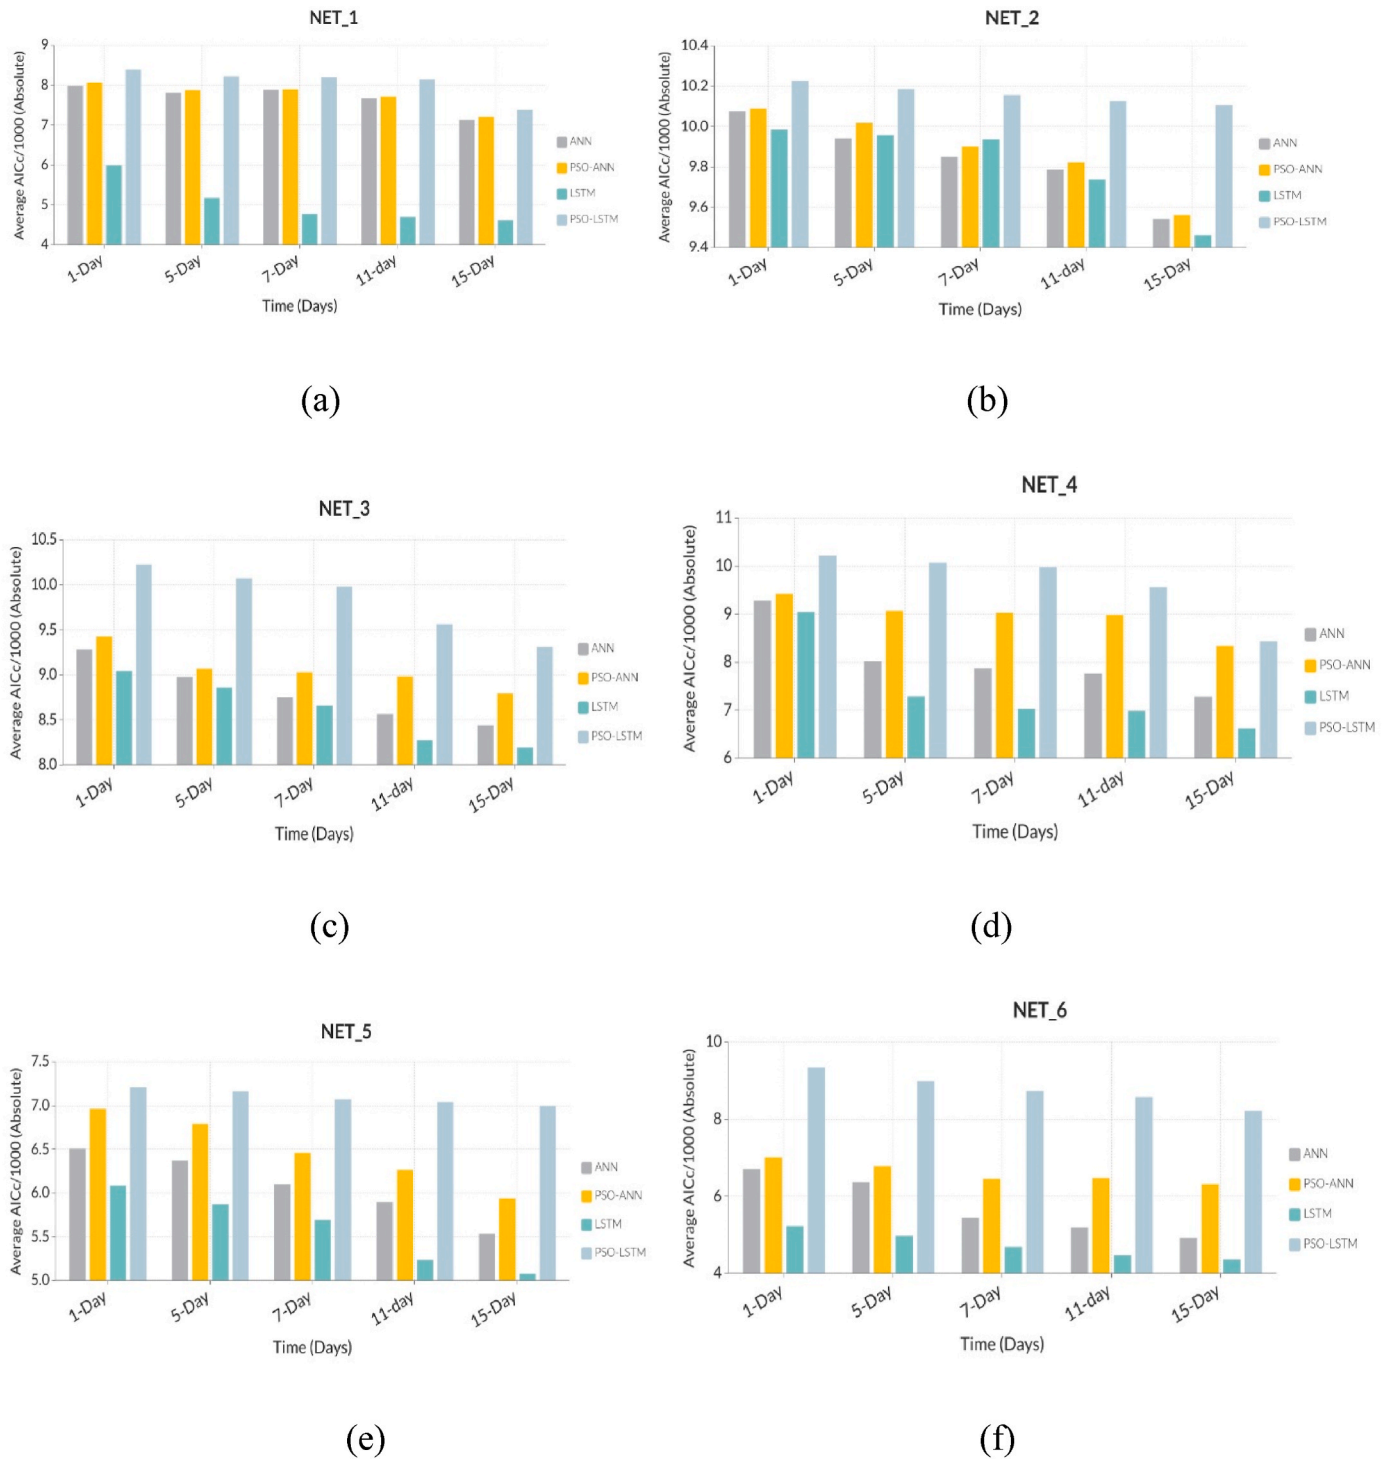 NET_1
Average AICc/1000 (Absolute)
9
8
7
6
5
4
1-Day
5-Day
7-Day
11-day
15-Day
Time (Days)
ANN
PSO-ANN
LSTM
PSO-LSTM
(a)
NET_2
Average AICc/1000 (Absolute)
10.4
10.2
10.0
9.8
9.6
9.4
1-Day
5-Day
7-Day
11-day
15-Day
Time (Days)
ANN
PSO-ANN
LSTM
PSO-LSTM
(b)
NET_3
Average AICc/1000 (Absolute)
10.5
10.0
9.5
9.0
8.5
8.0
1-Day
5-Day
7-Day
11-day
15-Day
Time (Days)
ANN
PSO-ANN
LSTM
PSO-LSTM
(c)
NET_4
Average AICc/1000 (Absolute)
11
10
9
8
7
6
1-Day
5-Day
7-Day
11-day
15-Day
Time (Days)
ANN
PSO-ANN
LSTM
PSO-LSTM
(d)
NET_5
Average AICc/1000 (Absolute)
7.5
7.0
6.5
6.0
5.5
5.0
1-Day
5-Day
7-Day
11-day
15-Day
Time (Days)
ANN
PSO-ANN
LSTM
PSO-LSTM
(e)
NET_6
Average AICc/1000 (Absolute)
10
8
6
4
1-Day
5-Day
7-Day
11-day
15-Day
Time (Days)
ANN
PSO-ANN
LSTM
PSO-LSTM
(f)